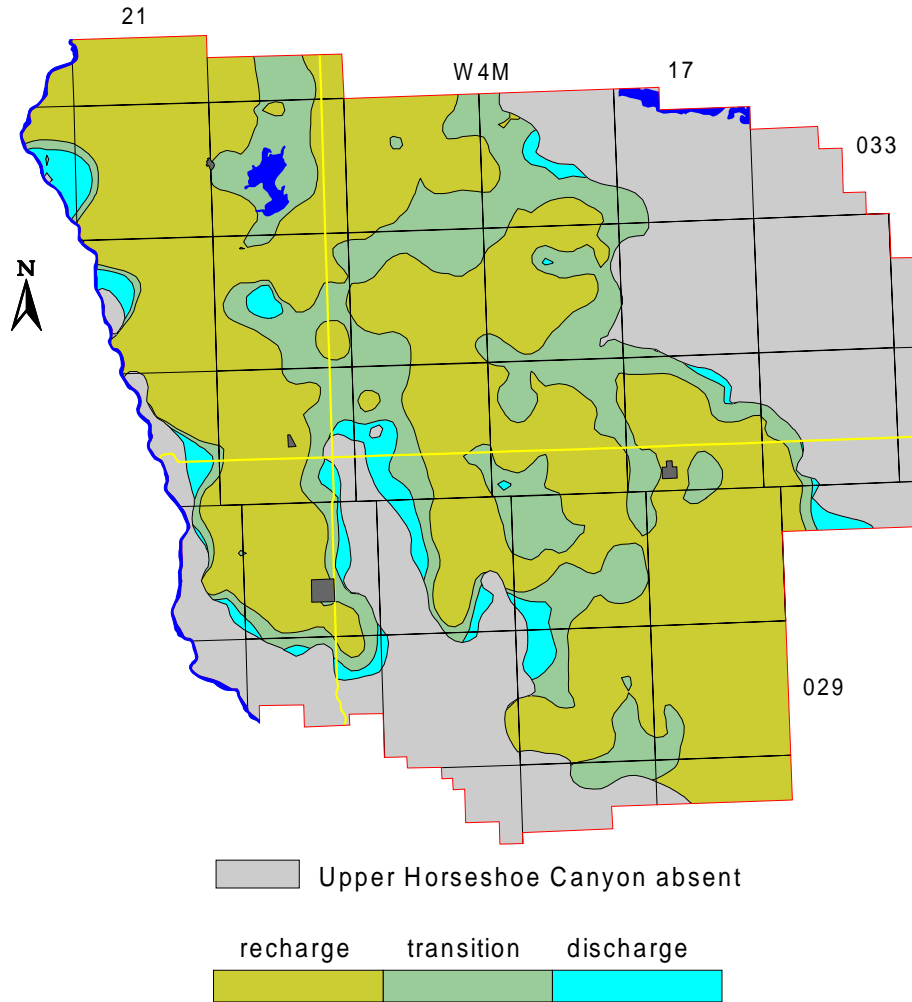 21
W4M
17
033
N
029
Upper Horseshoe Canyon absent
recharge transition discharge